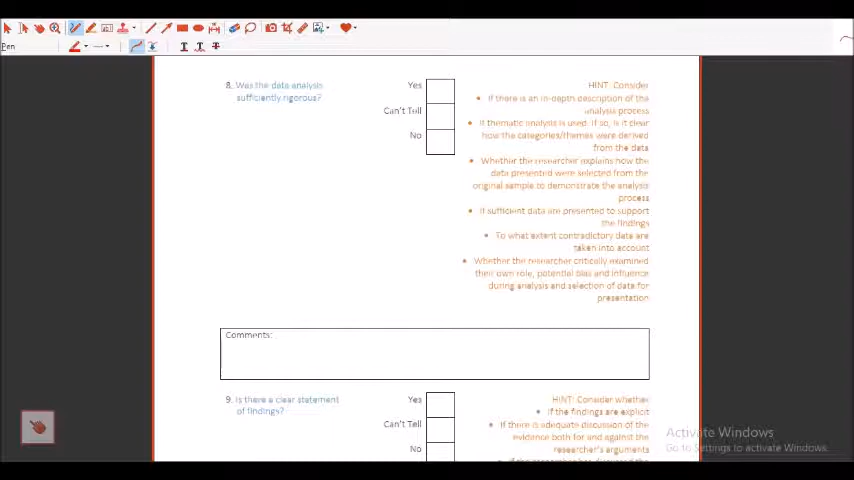 Pen
8. Was the data analysis
sufficiently rigorous?
Yes
Can't Tell
No
HINT: Consider
• If there is an in-depth description of the
analysis process
• If thematic analysis is used. If so, is it clear
how the categories/themes were derived
from the data
• Whether the researcher explains how the
data presented were selected from the
original sample to demonstrate the analysis
process
• If sufficient data are presented to support
the findings
• To what extent contradictory data are
taken into account
• Whether the researcher critically examined
their own role, potential bias and influence
during analysis and selection of data for
presentation
Comments:
9. Is there a clear statement
of findings?
Yes
Can't Tell
No
HINT: Consider whether
• If the findings are explicit
• If there is adequate discussion of the
evidence both for and against the
researcher's arguments
Activate Windows
Go to Settings to activate Windows.